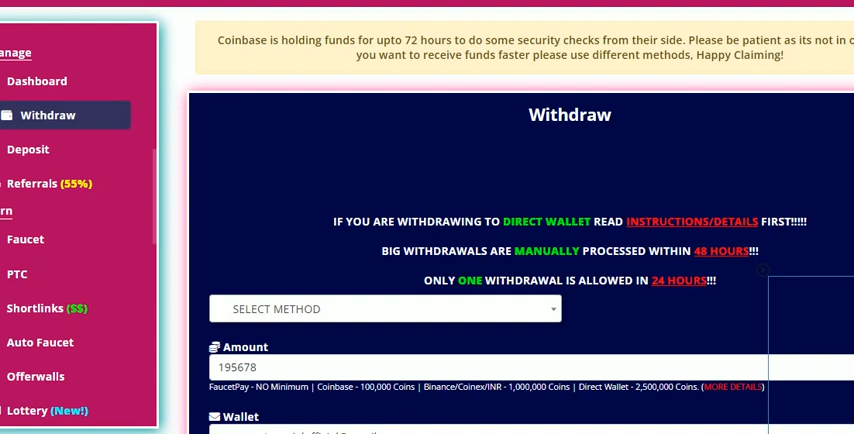 Coinbase is holding funds for upto 72 hours to do some security checks from their side. Please be patient as its not in
you want to receive funds faster please use different methods, Happy Claiming!
anage
Dashboard
Withdraw
Deposit
Referrals (55%)
rn
Faucet
PTC
Shortlinks ($$)
Auto Faucet
Offerwalls
Lottery (New!)
Withdraw
IF YOU ARE WITHDRAWING TO DIRECT WALLET READ INSTRUCTIONS/DETAILS FIRST!!!!!
BIG WITHDRAWALS ARE MANUALLY PROCESSED WITHIN 48 HOURS!!!
ONLY ONE WITHDRAWAL IS ALLOWED IN 24 HOURS!!!
SELECT METHOD
Amount
195678
FaucetPay - NO Minimum | Coinbase - 100,000 Coins | Binance/Coinex/INR - 1,000,000 Coins | Direct Wallet - 2,500,000 Coins. (MORE DETAILS)
Wallet